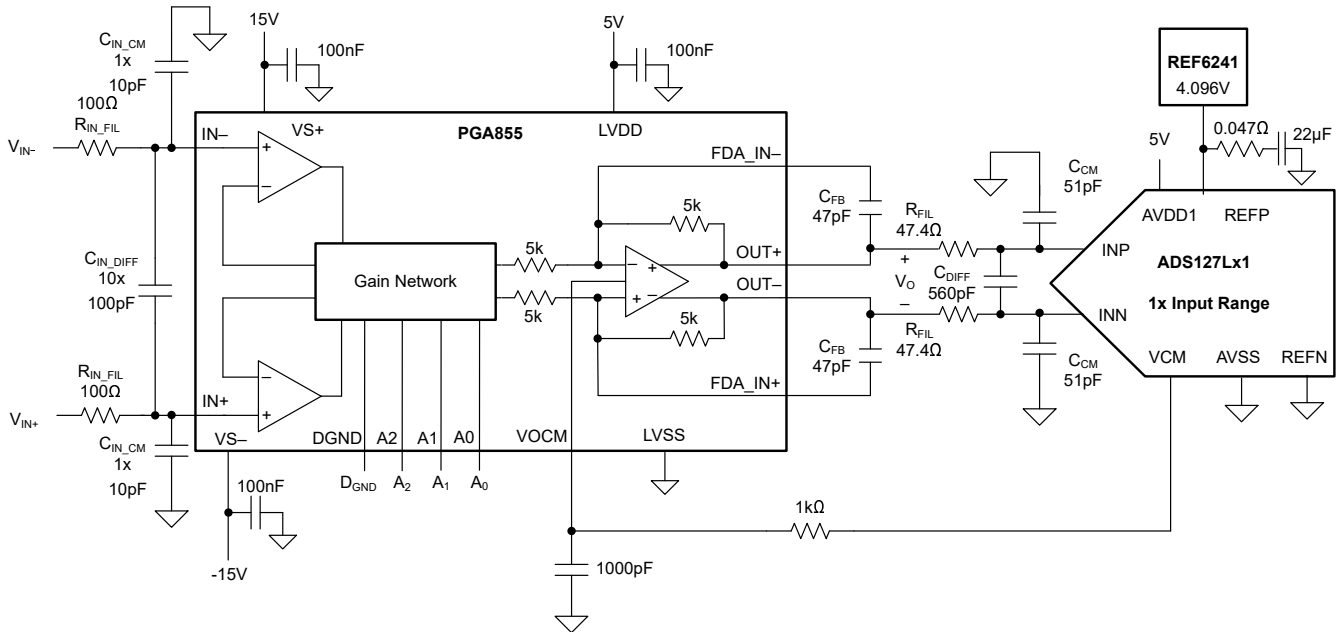 15V
5V
CIN_CM
1x
10pF
100nF
100nF
REF6241
4.096V
100Ω
RIN_FIL
VIN–
IN–
VS+
PGA855
LVDD
0.047Ω
22µF
5V
FDA_IN–
CCM
51pF
CFB
47pF
RFIL
47.4Ω
AVDD1
REFP
5k
5k
OUT+
INP
CIN_DIFF
10x
100pF
Gain Network
+
VO
–
CDIFF
560pF
ADS127Lx1
1x Input Range
OUT–
5k
5k
INN
RFIL
47.4Ω
CFB
47pF
CCM
51pF
VCM
AVSS
REFN
RIN_FIL
100Ω
FDA_IN+
VIN+
IN+
VS–
DGND
A2
A1
A0
VOCM
LVSS
CIN_CM
1x
10pF
DGND
A2
A1
A0
100nF
1kΩ
-15V
1000pF